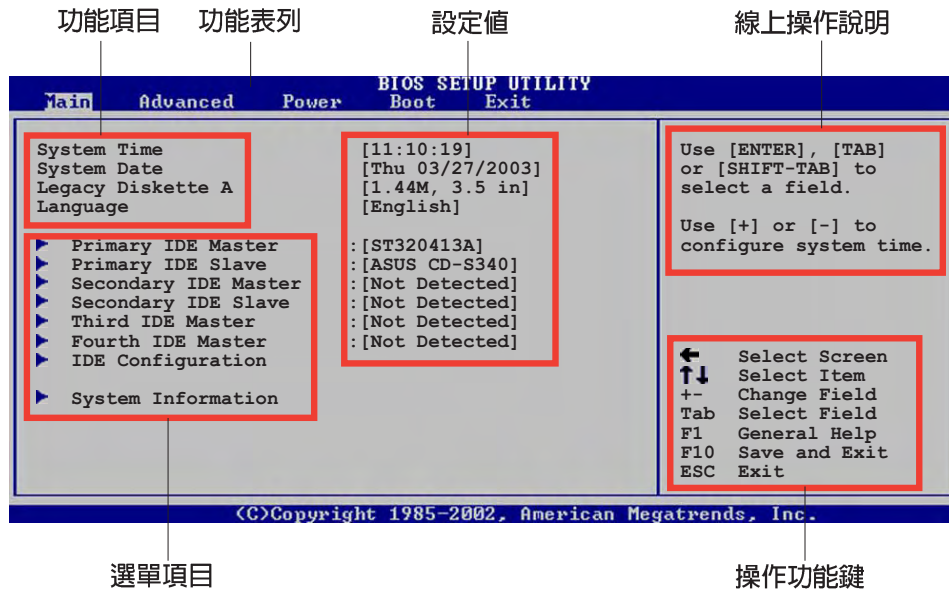 功能項目 功能表列 設定值 線上操作說明
BIOS SETUP UTILITY
Main Advanced Power Boot Exit
System Time [11:10:19]
System Date [Thu 03/27/2003]
Legacy Diskette A [1.44M, 3.5 in]
Language [English]
Primary IDE Master :[ST320413A]
Primary IDE Slave :[ASUS CD-S340]
Secondary IDE Master :[Not Detected]
Secondary IDE Slave :[Not Detected]
Third IDE Master :[Not Detected]
Fourth IDE Master :[Not Detected]
IDE Configuration
System Information
Use [ENTER], [TAB]
or [SHIFT-TAB] to
select a field.
Use [+] or [-] to
configure system time.
← Select Screen
↑↓ Select Item
+- Change Field
Tab Select Field
F1 General Help
F10 Save and Exit
ESC Exit
(C)Copyright 1985-2002, American Megatrends, Inc.
選單項目 操作功能鍵